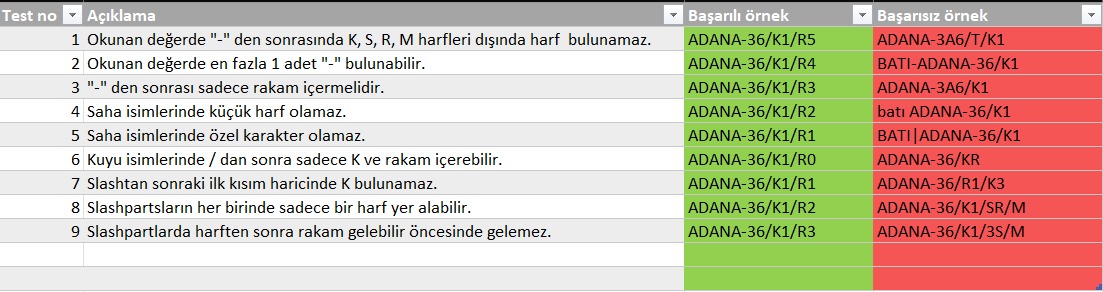 Test no Açıklama Başarılı örnek Başarısız örnek
1 Okunan değerde "-" den sonrasında K, S, R, M harfleri dışında harf bulunamaz. ADANA-36/K1/R5 ADANA-3A6/T/K1
2 Okunan değerde en fazla 1 adet "-" bulunabilir. ADANA-36/K1/R4 BATI-ADANA-36/K1
3 "-" den sonrası sadece rakam içermelidir. ADANA-36/K1/R3 ADANA-3A6/K1
4 Saha isimlerinde küçük harf olamaz. ADANA-36/K1/R2 batı ADANA-36/K1
5 Saha isimlerinde özel karakter olamaz. ADANA-36/K1/R1 BATI|ADANA-36/K1
6 Kuyu isimlerinde / dan sonra sadece K ve rakam içerebilir. ADANA-36/K1/R0 ADANA-36/KR
7 Slashtan sonraki ilk kısım haricinde K bulunamaz. ADANA-36/K1/R1 ADANA-36/R1/K3
8 Slashpartsların her birinde sadece bir harf yer alabilir. ADANA-36/K1/R2 ADANA-36/K1/SR/M
9 Slashpartlarda harften sonra rakam gelebilir öncesinde gelemez. ADANA-36/K1/R3 ADANA-36/K1/3S/M